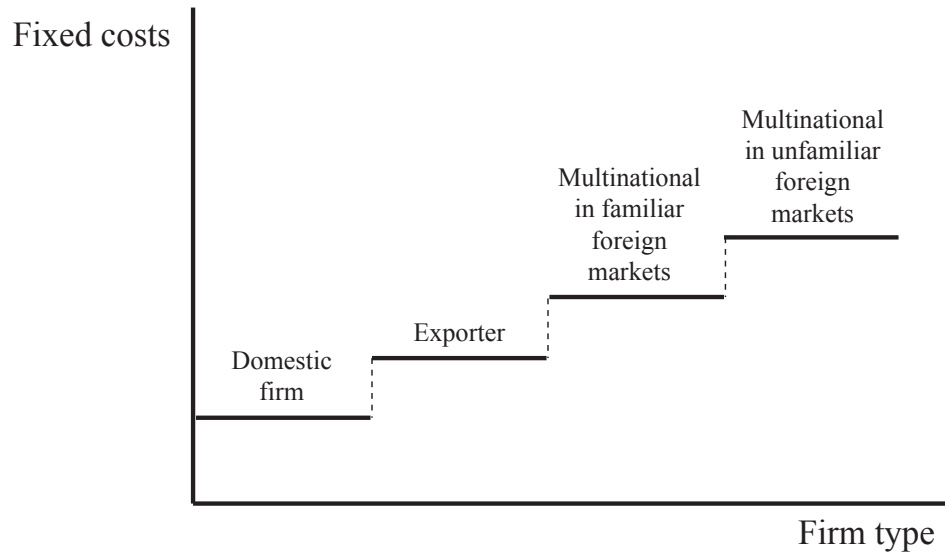 Fixed costs
Multinational
in unfamiliar
foreign
markets
Multinational
in familiar
foreign
markets
Exporter
Domestic
firm
Firm type